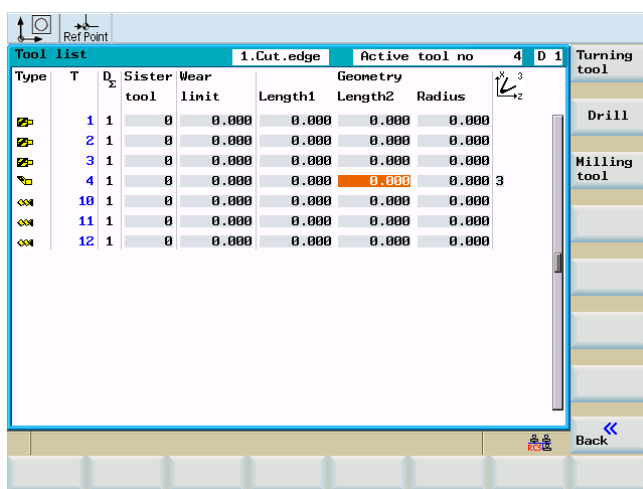 Ref Point
Tool list 1.Cut.edge Active tool no 4 D 1
Type T D Σ Sister tool Wear limit Geometry X 3 Z
Length1 Length2 Radius
1 1 0 0.000 0.000 0.000 0.000
2 1 0 0.000 0.000 0.000 0.000
3 1 0 0.000 0.000 0.000 0.000
4 1 0 0.000 0.000 0.000 0.000 3
10 1 0 0.000 0.000 0.000 0.000
11 1 0 0.000 0.000 0.000 0.000
12 1 0 0.000 0.000 0.000 0.000
Turning
tool
Drill
Milling
tool
Back
RCS